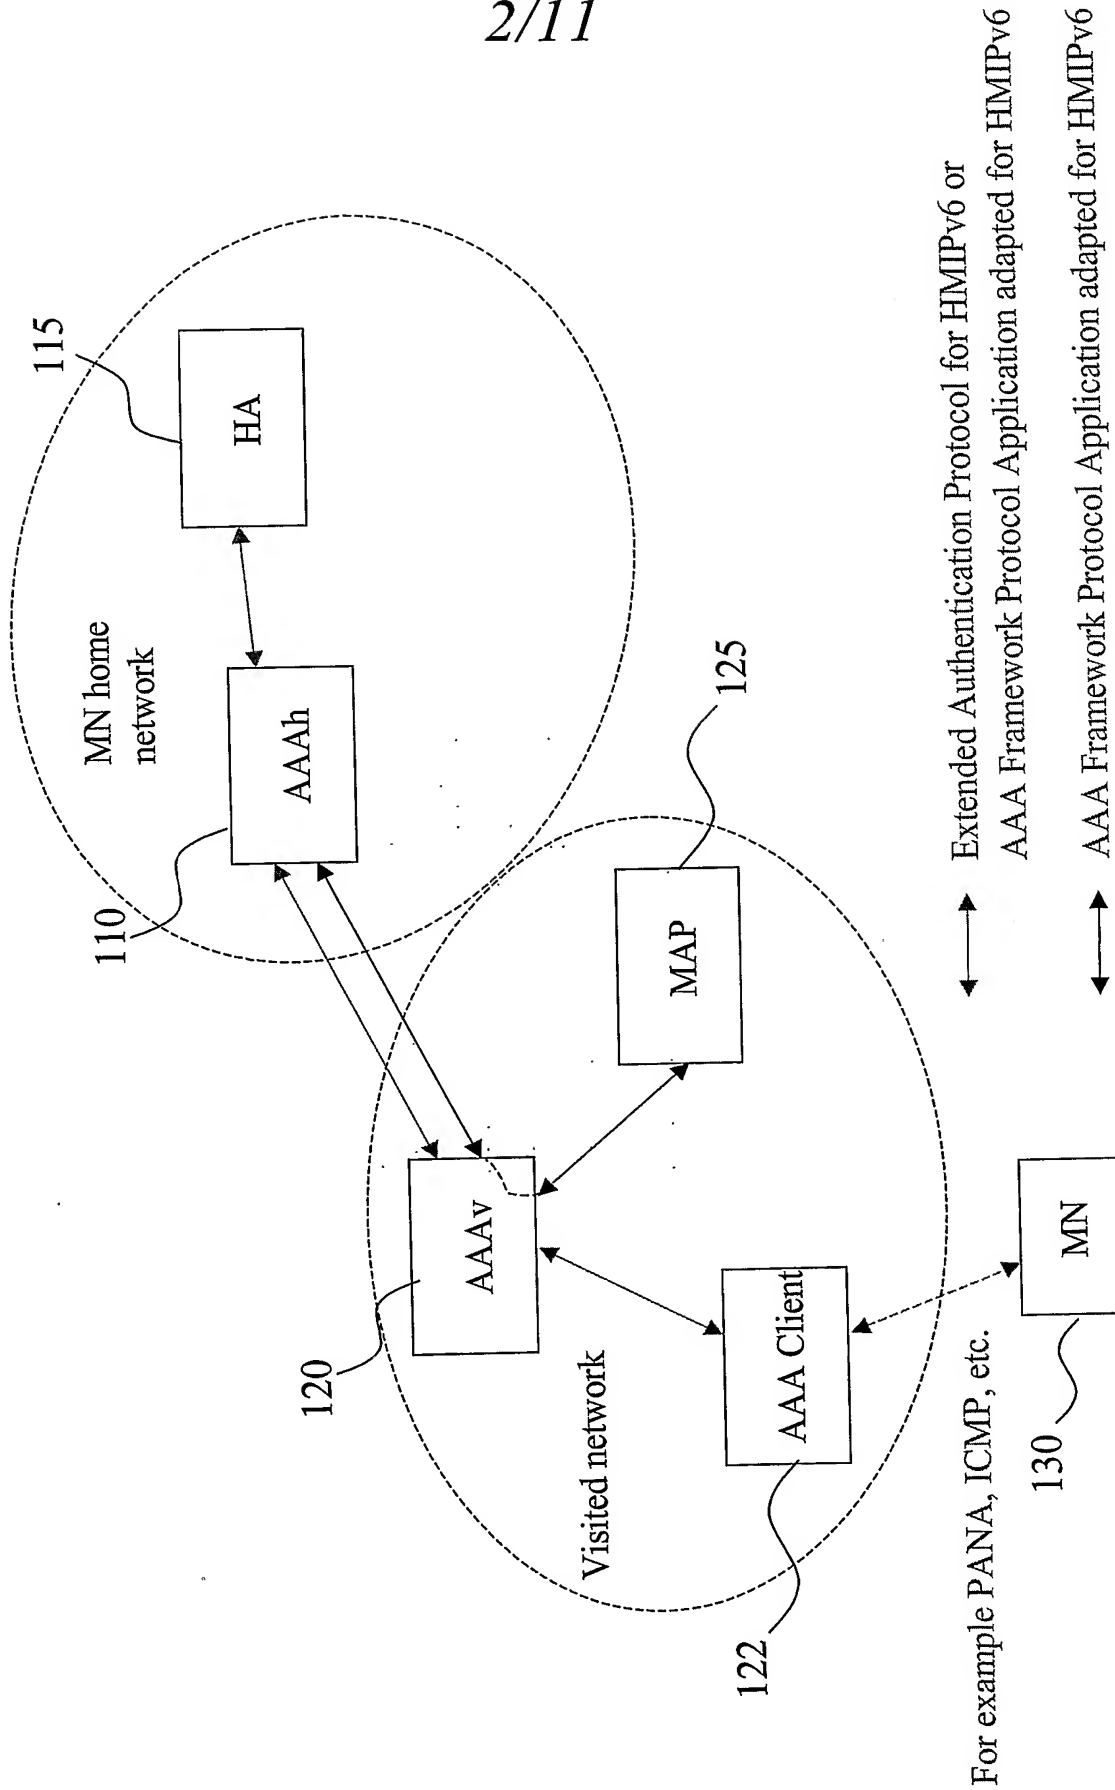 2/11
MN home
network
115
HA
AAAh
110
AAAv
120
MAP
125
Visited network
AAA Client
122
For example PANA, ICMP, etc.
MN
130
Extended Authentication Protocol for HMIPv6 or
AAA Framework Protocol Application adapted for HMIPv6
AAA Framework Protocol Application adapted for HMIPv6